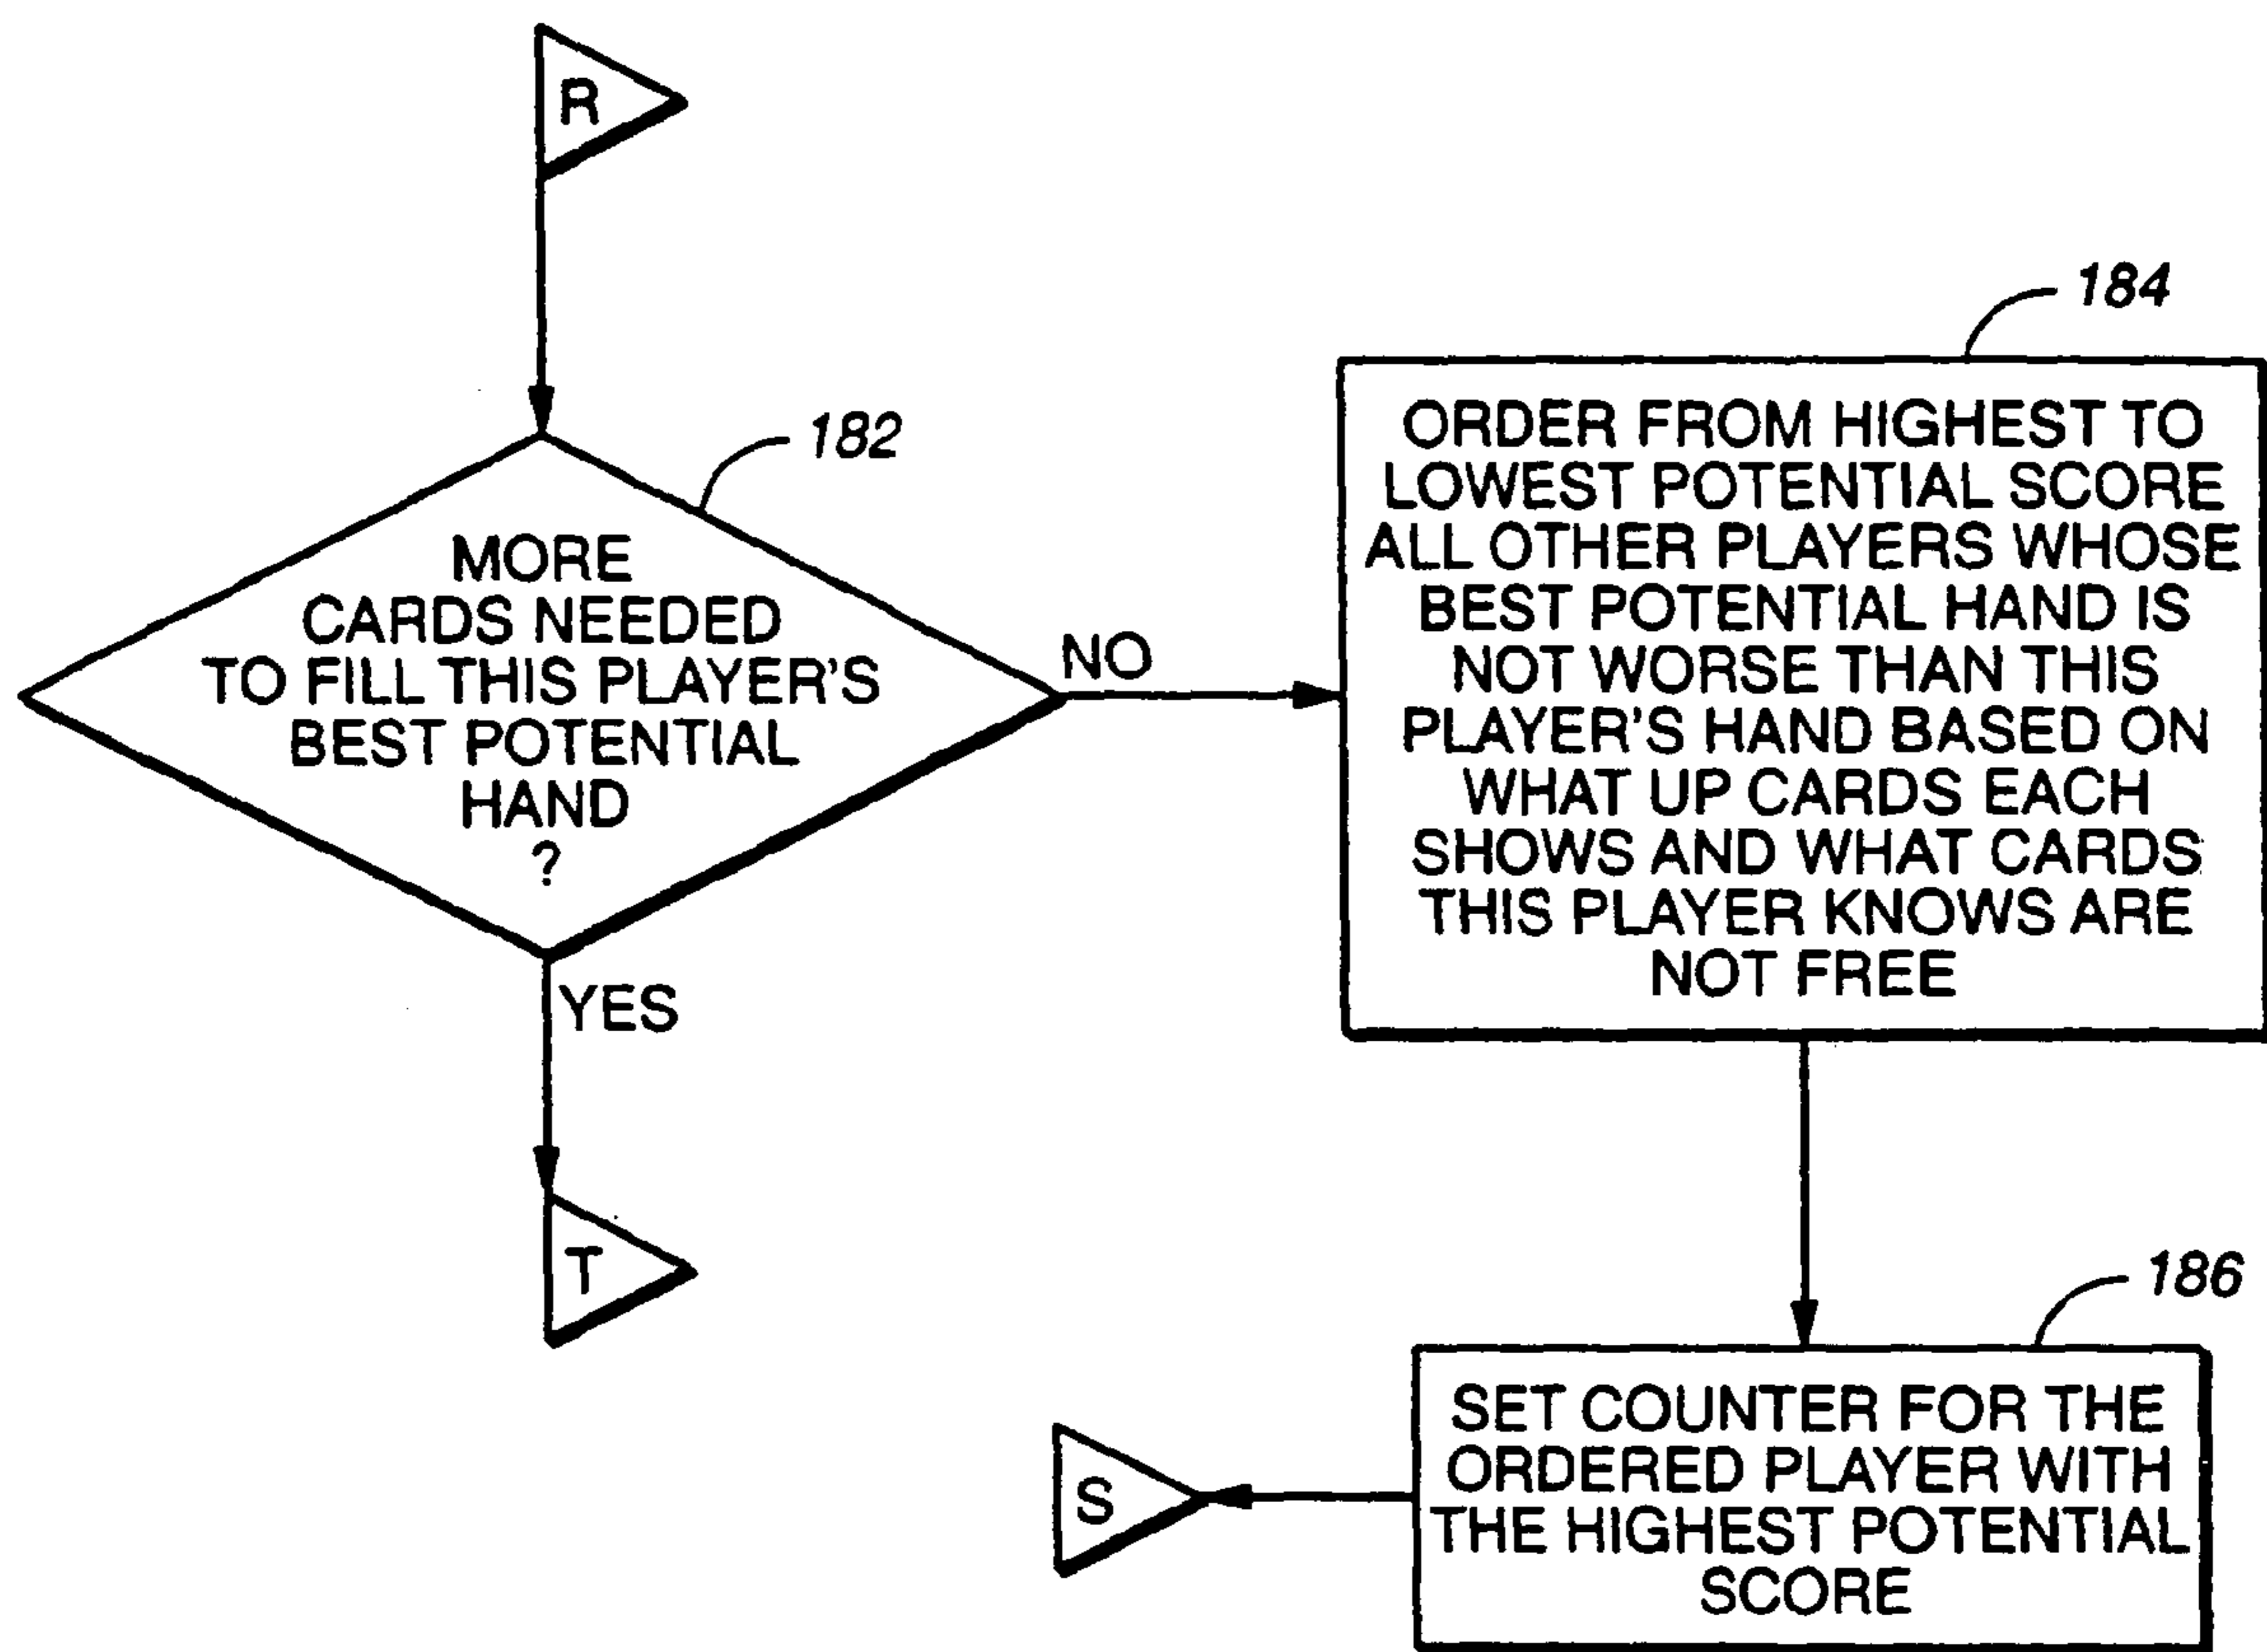 R
182
MORE
CARDS NEEDED
TO FILL THIS PLAYER'S
BEST POTENTIAL
HAND
?
NO
YES
T
184
ORDER FROM HIGHEST TO
LOWEST POTENTIAL SCORE
ALL OTHER PLAYERS WHOSE
BEST POTENTIAL HAND IS
NOT WORSE THAN THIS
PLAYER'S HAND BASED ON
WHAT UP CARDS EACH
SHOWS AND WHAT CARDS
THIS PLAYER KNOWS ARE
NOT FREE
186
SET COUNTER FOR THE
ORDERED PLAYER WITH
THE HIGHEST POTENTIAL
SCORE
S